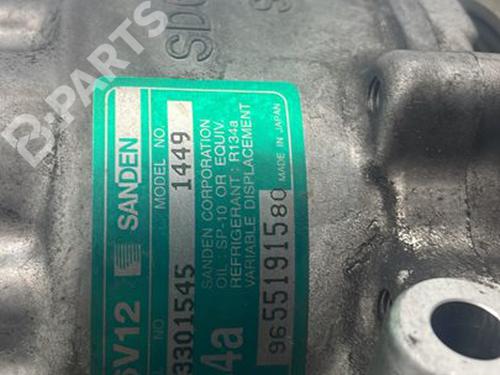 B-PARTS
SD
SV12
SANDEN
MODEL NO.
1449
NO
3301545
SANDEN CORPORATION
OIL : SP-10 OR EQUIV.
REFRIGERANT : R134a
VARIABLE DISPLACEMENT
4a
9655191580
MADE IN JAPAN